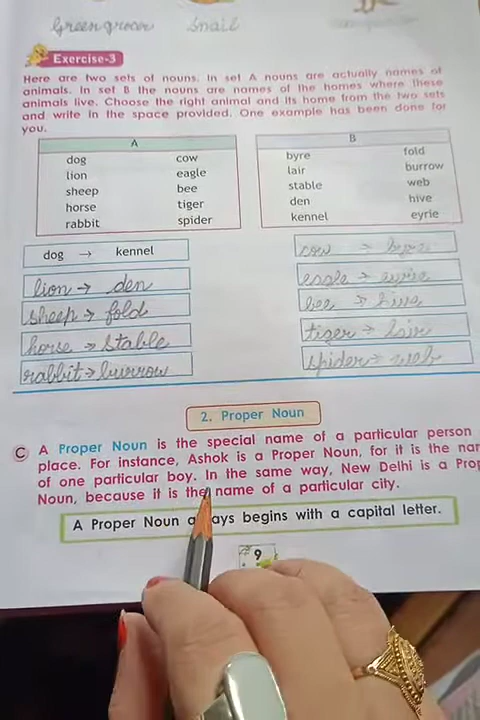 Green grocer snail
Exercise-3
Here are two sets of nouns. In set A nouns are actually names of
animals. In set B the nouns are names of the homes where these
animals live. Choose the right animal and its home from the two sets
and write in the space provided. One example has been done for
you.
A
dog cow
lion eagle
sheep bee
horse tiger
rabbit spider
B
byre fold
lair burrow
stable web
den hive
kennel eyrie
dog → kennel
lion → den
sheep → fold
horse → stable
rabbit → burrow
cow → byre
eagle → eyrie
bee → hive
tiger → lair
spider → web
2. Proper Noun
C A Proper Noun is the special name of a particular person
place. For instance, Ashok is a Proper Noun, for it is the nam
of one particular boy. In the same way, New Delhi is a Prop
Noun, because it is the name of a particular city.
A Proper Noun a ays begins with a capital letter.
9